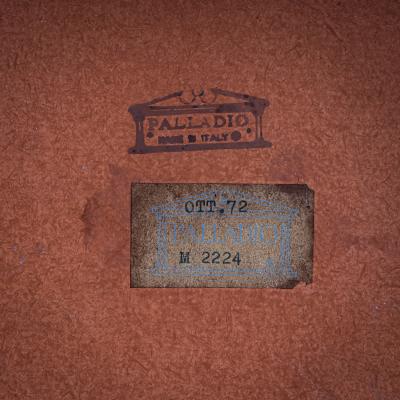 PALLADIO
MADE IN ITALY
OTT.72
PALLADIO
M 2224